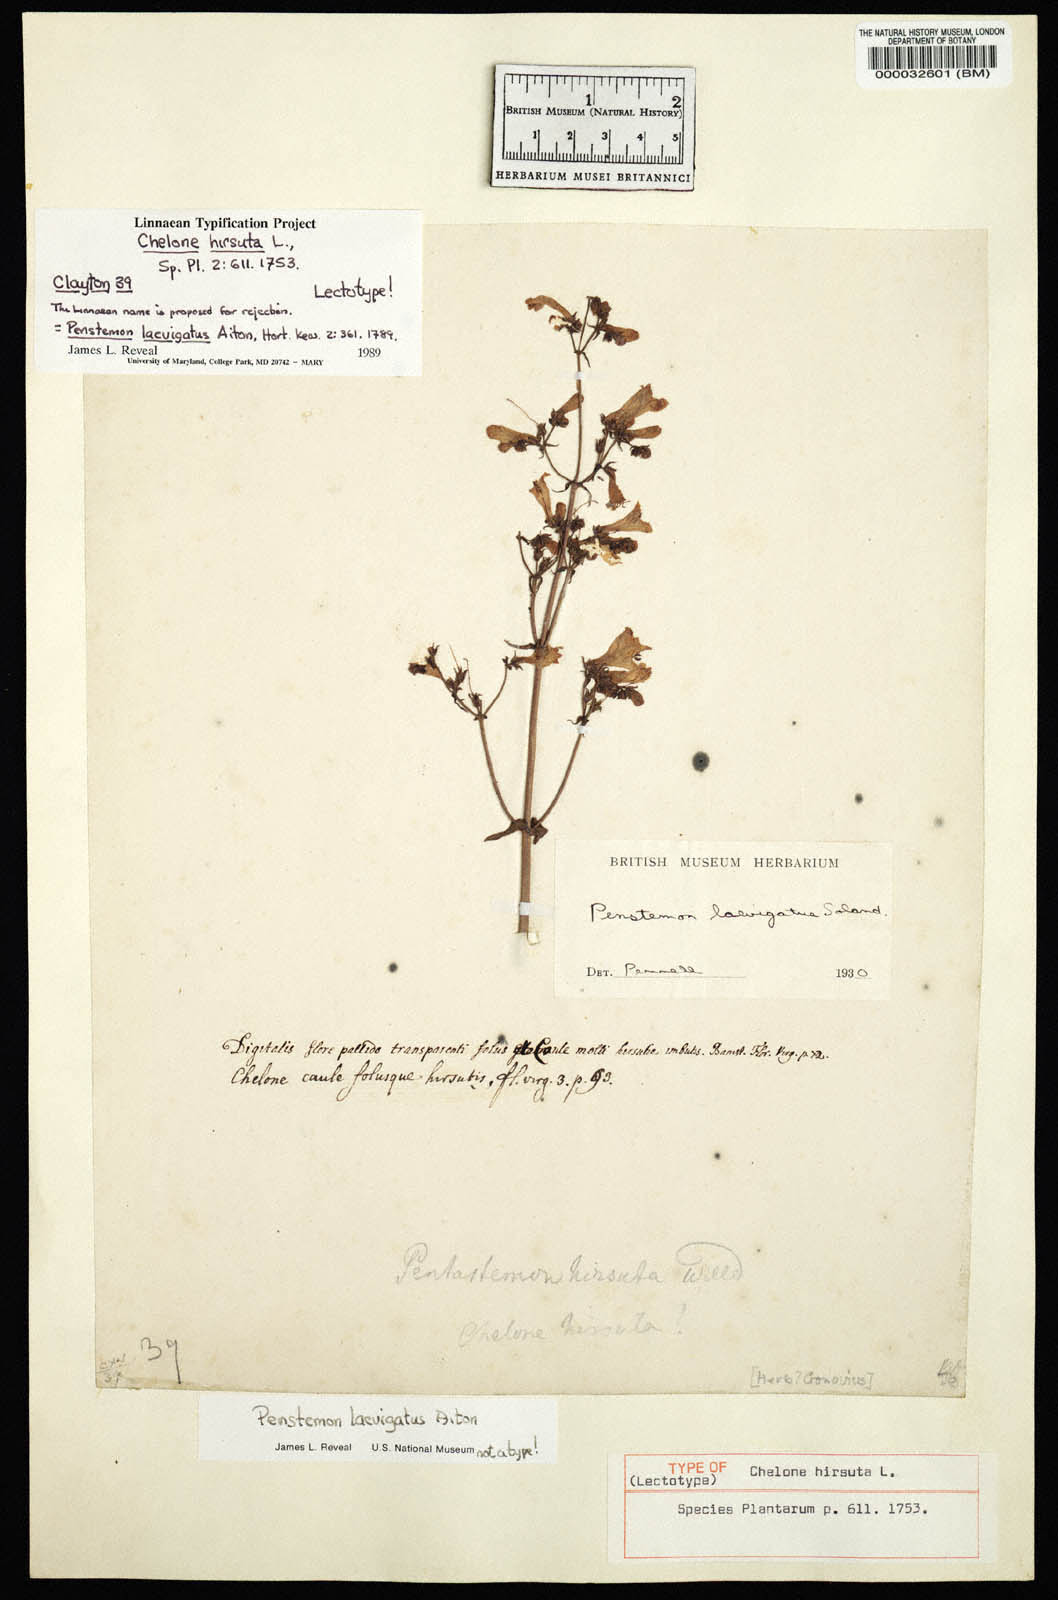 THE NATURAL HISTORY MUSEUM, LONDON
DEPARTMENT OF BOTANY
000032601 (BM)
1 2
BRITISH MUSEUM (NATURAL HISTORY)
1 2 3 4 5
HERBARIUM MUSEI BRITANNICI
Linnaean Typification Project
Chelone hirsuta L.,
Sp. Pl. 2: 611. 1753.
Clayton 39 Lectotype!
The Linnaean name is proposed for rejection.
= Penstemon laevigatus Aiton, Hort. Kew. 2: 361. 1789.
James L. Reveal 1989
University of Maryland, College Park, MD 20742 – MARY
BRITISH MUSEUM HERBARIUM
Penstemon laevigatus Soland.
DET. Pennell 1930
Digitalis flore pallido transparenti foliis Caule molli hirsutie imbutis. Banist. Flor. Virg. p.
Chelone caule foliisque hirsutis, fl. virg. 3. p.
Pentastemon hirsuta Willd
Chelone hirsuta!
39
[Herb? Gronovius]
Penstemon laevigatus Aiton
James L. Reveal U.S. National Museum not a type!
TYPE OF Chelone hirsuta L.
(Lectotype)
Species Plantarum p. 611. 1753.